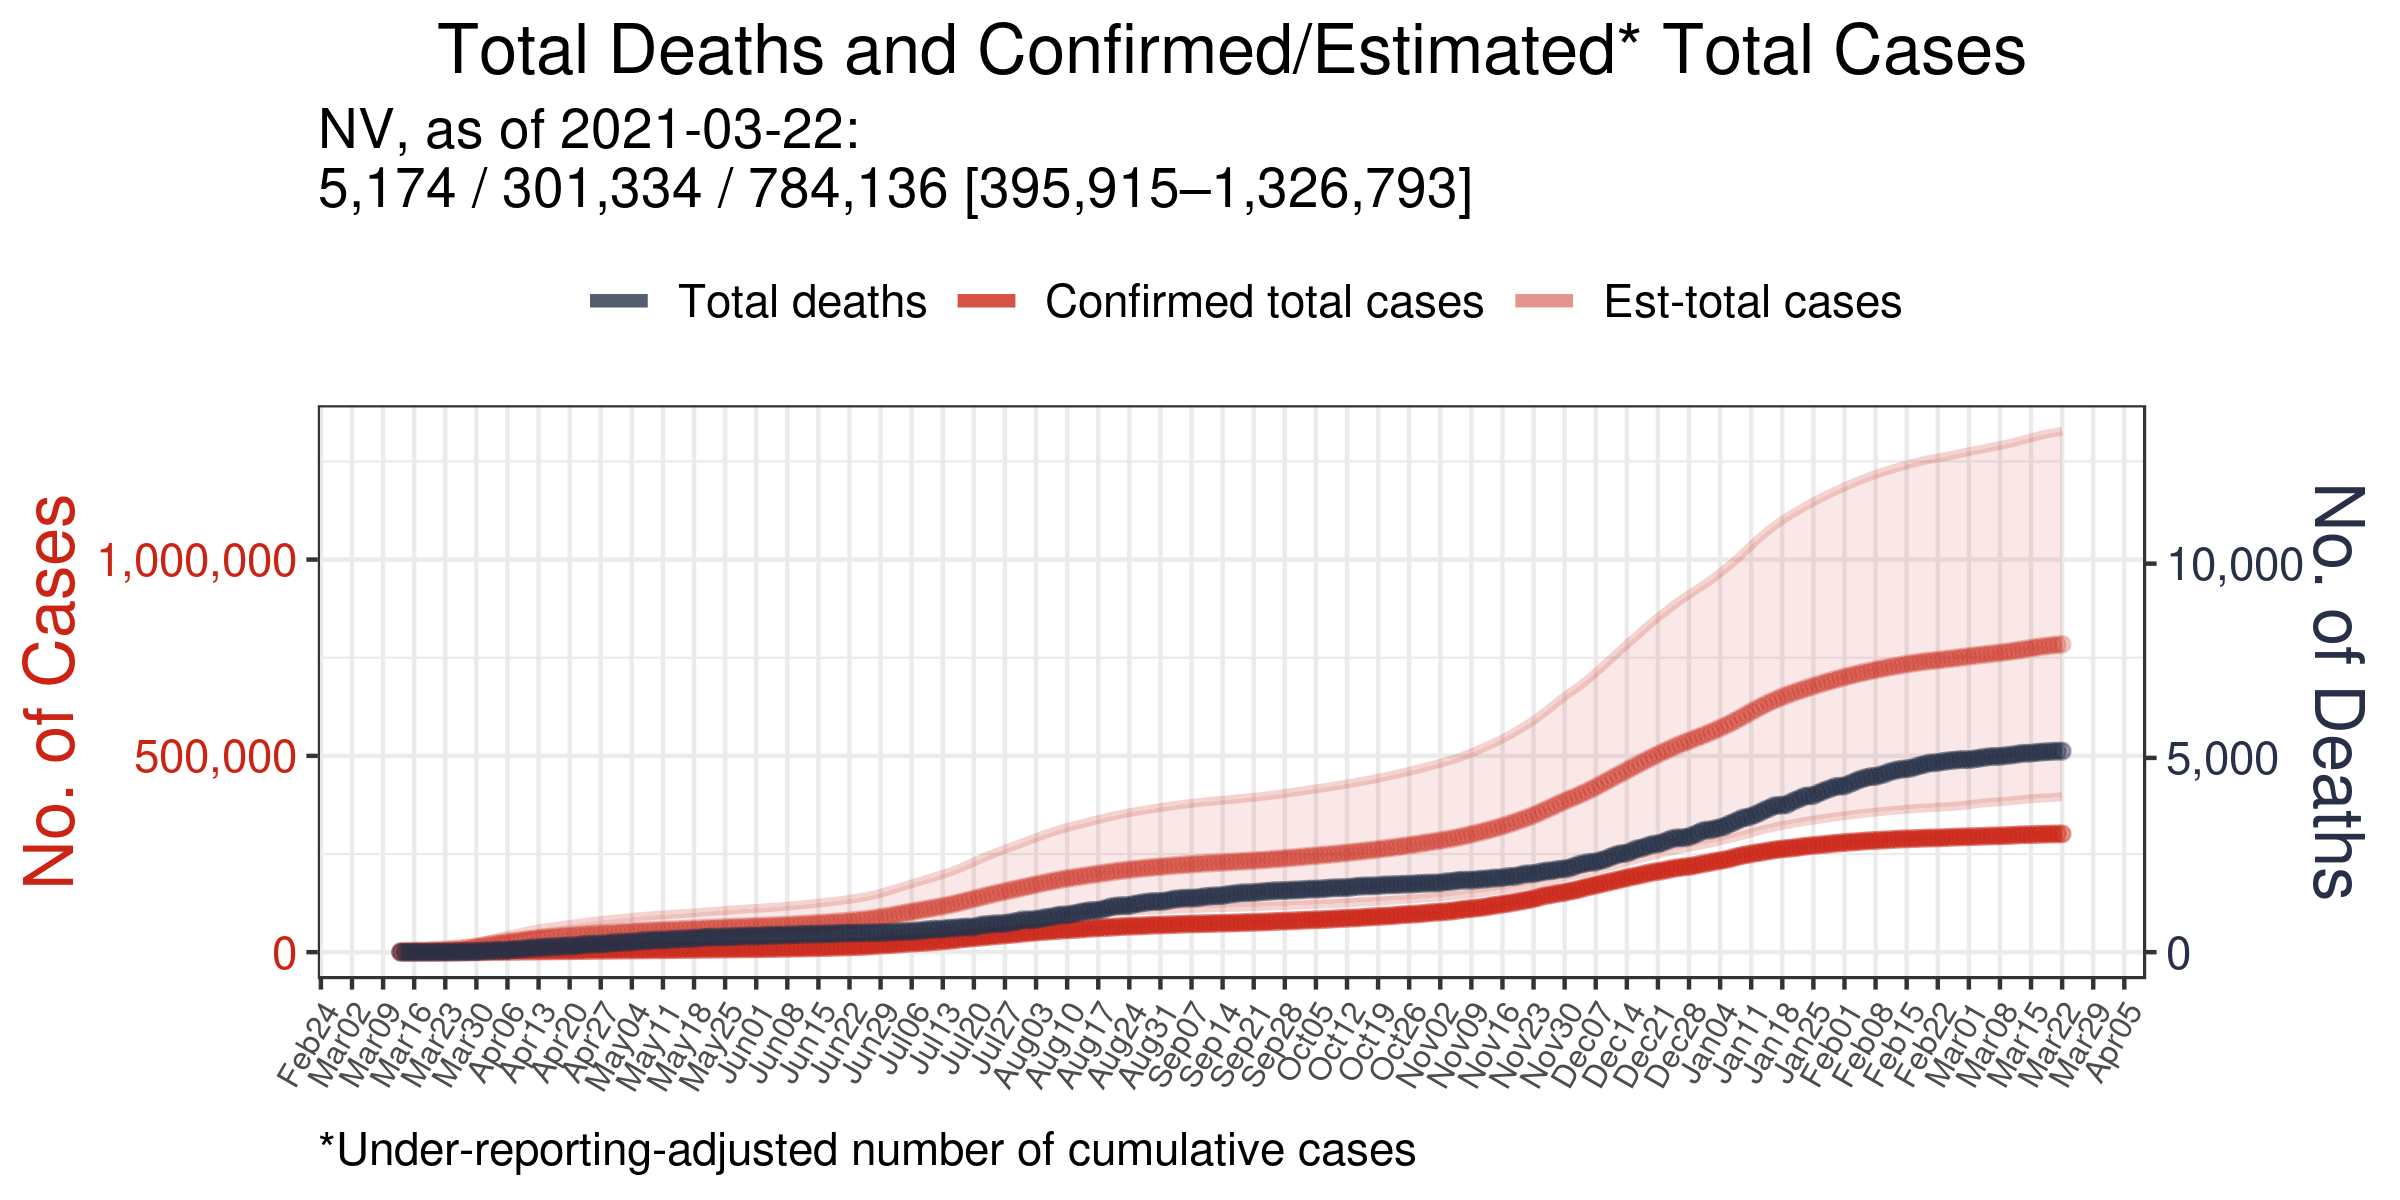 Total Deaths and Confirmed/Estimated* Total Cases
NV, as of 2021-03-22:
5,174 / 301,334 / 784,136 [395,915–1,326,793]
Total deaths
Confirmed total cases
Est-total cases
No. of Cases
1,000,000
500,000
0
No. of Deaths
10,000
5,000
0
Feb24
Mar02
Mar09
Mar16
Mar23
Mar30
Apr06
Apr13
Apr20
Apr27
May04
May11
May18
May25
Jun01
Jun08
Jun15
Jun22
Jun29
Jul06
Jul13
Jul20
Jul27
Aug03
Aug10
Aug17
Aug24
Aug31
Sep07
Sep14
Sep21
Sep28
Oct05
Oct12
Oct19
Oct26
Nov02
Nov09
Nov16
Nov23
Nov30
Dec07
Dec14
Dec21
Dec28
Jan04
Jan11
Jan18
Jan25
Feb01
Feb08
Feb15
Feb22
Mar01
Mar08
Mar15
Mar22
Mar29
Apr05
*Under-reporting-adjusted number of cumulative cases